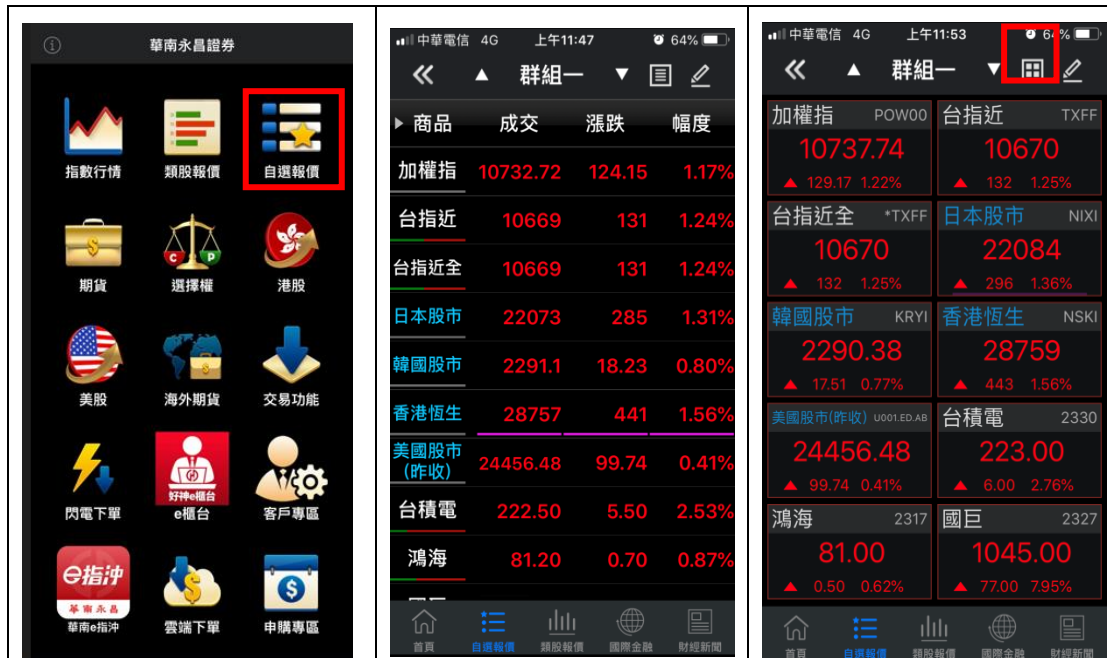 華南永昌證券
指數行情 類股報價 自選報價
期貨 選擇權 港股
C P
美股 海外期貨 交易功能
好神e櫃台
閃電下單 e櫃台 客戶專區
e指沖
華南永昌
華南e指沖 雲端下單 申購專區
中華電信 4G 上午11:47 64%
群組一
商品 成交 漲跌 幅度
加權指 10732.72 124.15 1.17%
台指近 10669 131 1.24%
台指近全 10669 131 1.24%
日本股市 22073 285 1.31%
韓國股市 2291.1 18.23 0.80%
香港恆生 28757 441 1.56%
美國股市
(昨收) 24456.48 99.74 0.41%
台積電 222.50 5.50 2.53%
鴻海 81.20 0.70 0.87%
首頁 自選報價 類股報價 國際金融 財經新聞
中華電信 4G 上午11:53 64%
群組一
加權指 POW00 台指近 TXFF
10737.74 10670
▲ 129.17 1.22% ▲ 132 1.25%
台指近全 *TXFF 日本股市 NIXI
10670 22084
▲ 132 1.25% ▲ 296 1.36%
韓國股市 KRYI 香港恆生 NSKI
2290.38 28759
▲ 17.51 0.77% ▲ 443 1.56%
美國股市(昨收) U001.ED.AB 台積電 2330
24456.48 223.00
▲ 99.74 0.41% ▲ 6.00 2.76%
鴻海 2317 國巨 2327
81.00 1045.00
▲ 0.50 0.62% ▲ 77.00 7.95%
首頁 自選報價 類股報價 國際金融 財經新聞